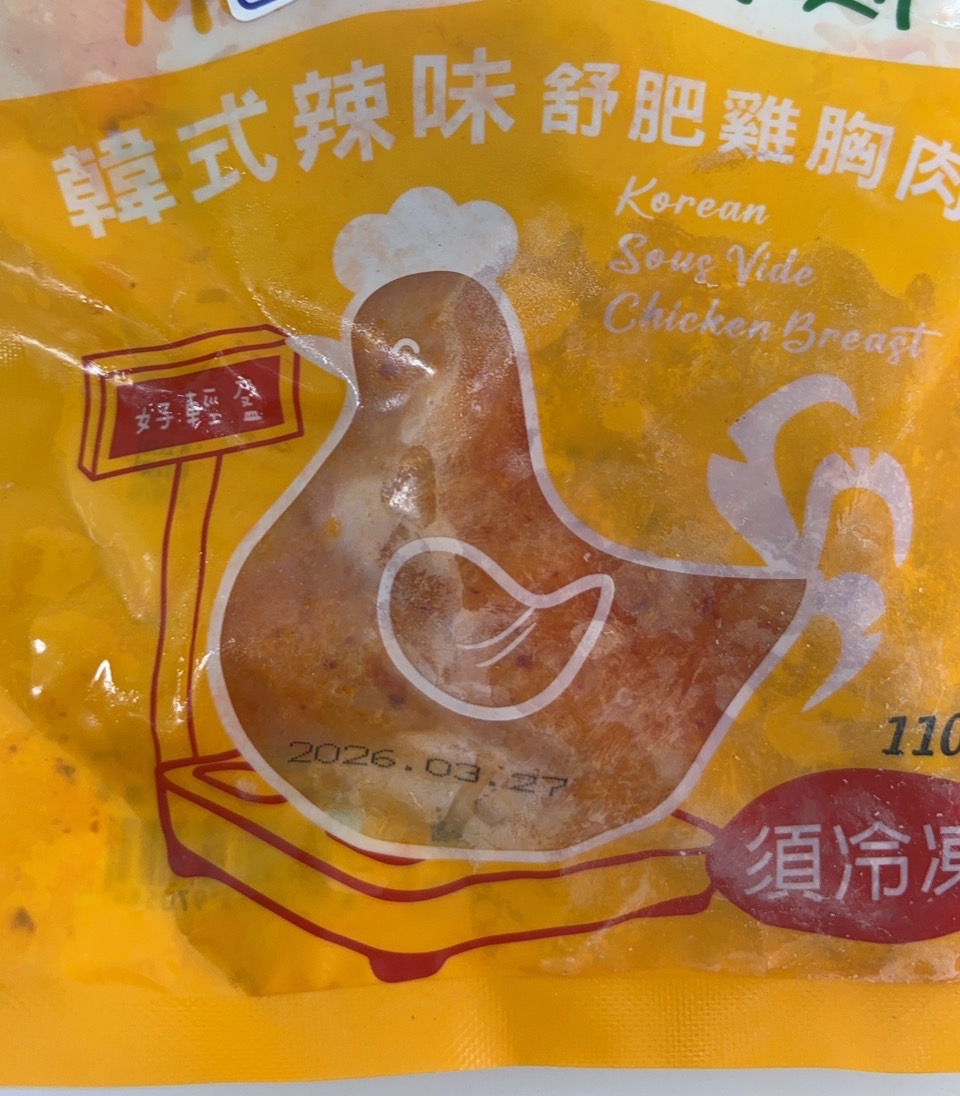 韓式辣味 舒肥雞胸肉
Korean
Sous Vide
Chicken Breast
好輕盈
2026.03.27
110
須冷凍